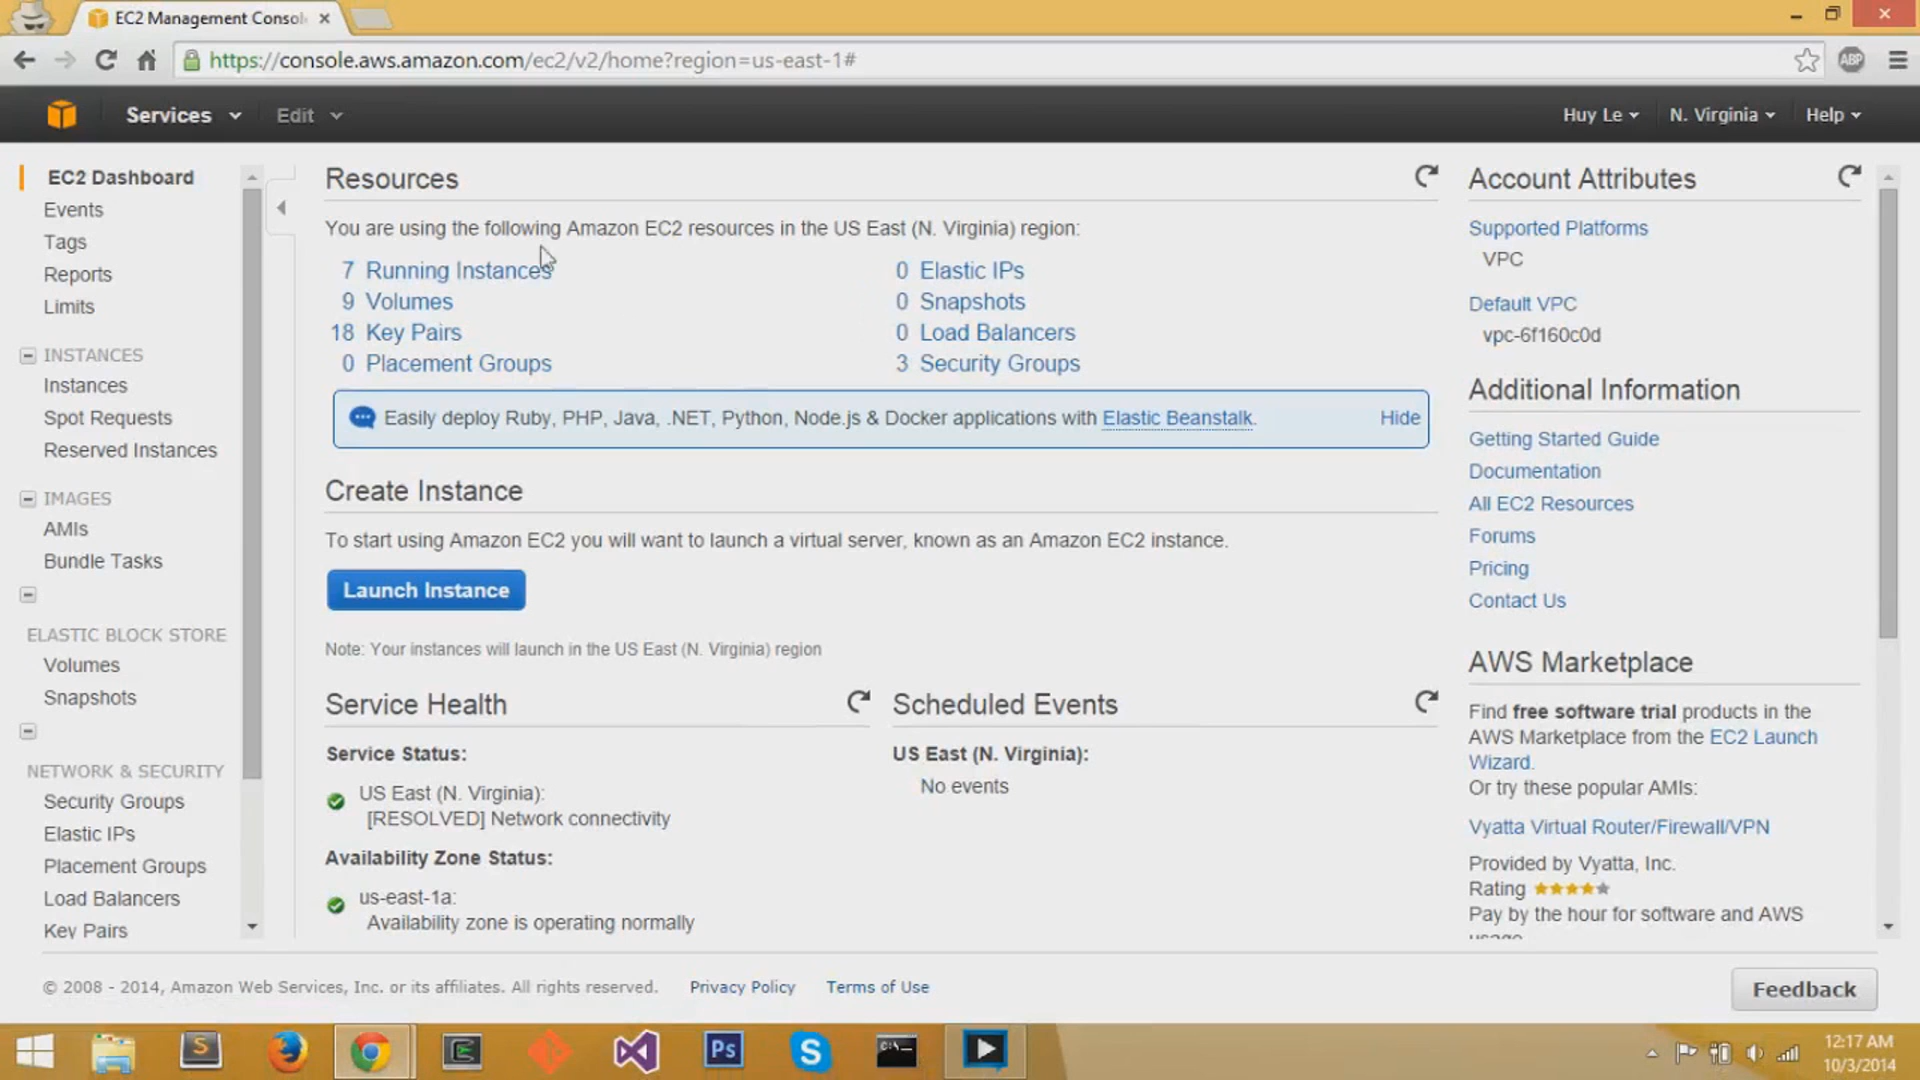 EC2 Management Consol
https://console.aws.amazon.com/ec2/v2/home?region=us-east-1#
ABP
Services
Edit
Huy Le
N. Virginia
Help
EC2 Dashboard
Events
Tags
Reports
Limits
INSTANCES
Instances
Spot Requests
Reserved Instances
IMAGES
AMIs
Bundle Tasks
ELASTIC BLOCK STORE
Volumes
Snapshots
NETWORK & SECURITY
Security Groups
Elastic IPs
Placement Groups
Load Balancers
Key Pairs
Resources
You are using the following Amazon EC2 resources in the US East (N. Virginia) region:
7 Running Instances
0 Elastic IPs
9 Volumes
0 Snapshots
18 Key Pairs
0 Load Balancers
0 Placement Groups
3 Security Groups
Easily deploy Ruby, PHP, Java, .NET, Python, Node.js & Docker applications with Elastic Beanstalk.
Hide
Create Instance
To start using Amazon EC2 you will want to launch a virtual server, known as an Amazon EC2 instance.
Launch Instance
Note: Your instances will launch in the US East (N. Virginia) region
Service Health
Service Status:
US East (N. Virginia):
[RESOLVED] Network connectivity
Availability Zone Status:
us-east-1a:
Availability zone is operating normally
Scheduled Events
US East (N. Virginia):
No events
Account Attributes
Supported Platforms
VPC
Default VPC
vpc-6f160c0d
Additional Information
Getting Started Guide
Documentation
All EC2 Resources
Forums
Pricing
Contact Us
AWS Marketplace
Find free software trial products in the
AWS Marketplace from the EC2 Launch
Wizard.
Or try these popular AMIs:
Vyatta Virtual Router/Firewall/VPN
Provided by Vyatta, Inc.
Rating
Pay by the hour for software and AWS
usage
© 2008 - 2014, Amazon Web Services, Inc. or its affiliates. All rights reserved.
Privacy Policy
Terms of Use
Feedback
S
Ps
S
C:\
12:17 AM
10/3/2014